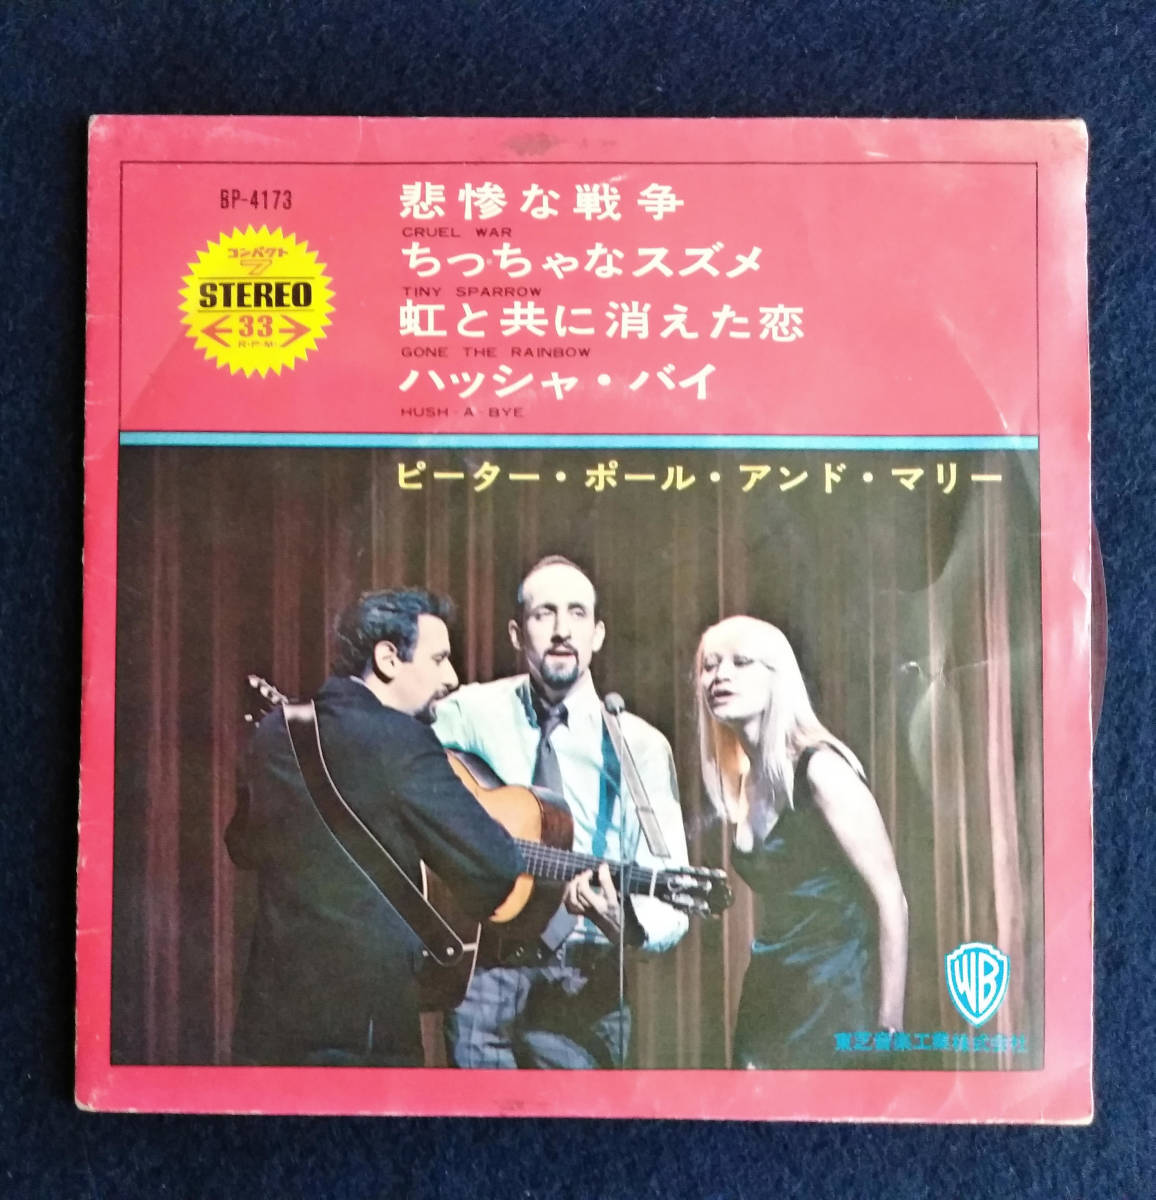 BP-4173
コンパクト
7
STEREO
33
R・P・M・
悲惨な戦争
CRUEL WAR
ちっちゃなスズメ
TINY SPARROW
虹と共に消えた恋
GONE THE RAINBOW
ハッシャ・バイ
HUSH-A-BYE
ピーター・ポール・アンド・マリー
WB
東芝音楽工業株式会社